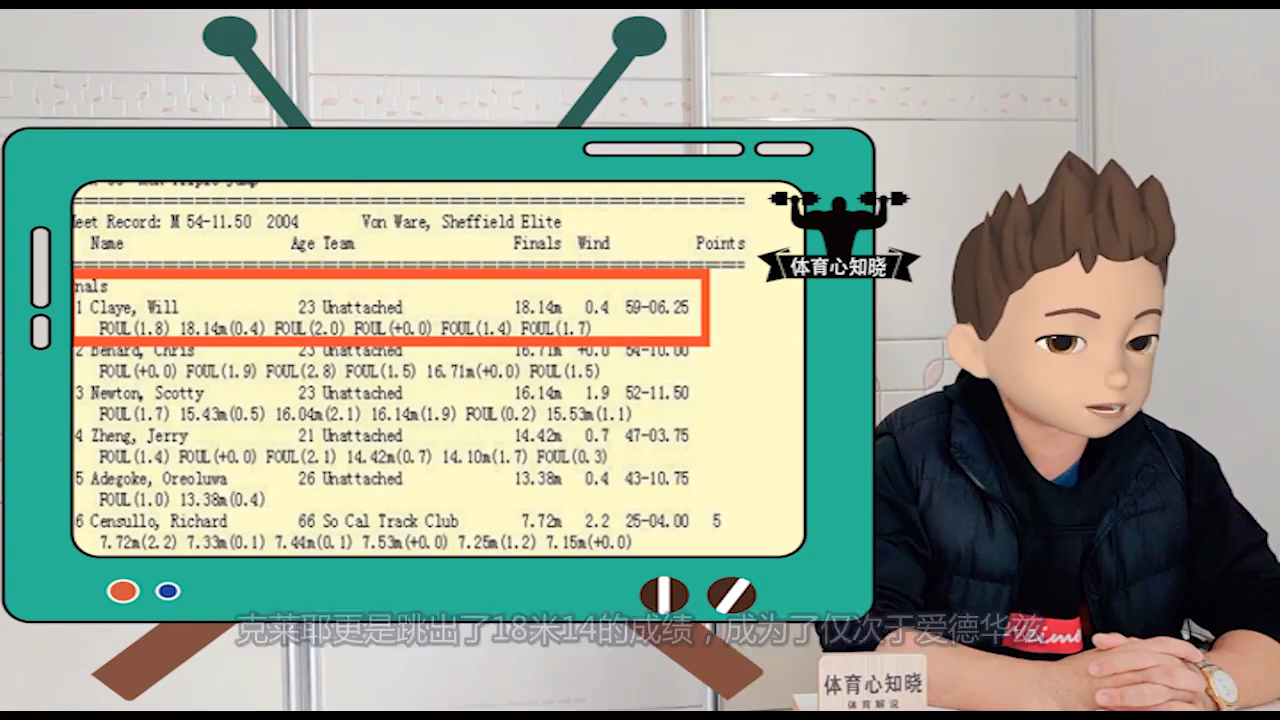 Meet Record: M 54-11.50 2004 Von Ware, Sheffield Elite
Name Age Team Finals Wind Points
nals
1 Claye, Will 23 Unattached 18.14m 0.4 59-06.25
FOUL(1.8) 18.14m(0.4) FOUL(2.0) FOUL(+0.0) FOUL(1.4) FOUL(1.7)
2 Benard, Chris 23 Unattached 16.71m +0.0 54-10.00
FOUL(+0.0) FOUL(1.9) FOUL(2.8) FOUL(1.5) 16.71m(+0.0) FOUL(1.5)
3 Newton, Scotty 23 Unattached 16.14m 1.9 52-11.50
FOUL(1.7) 15.43m(0.5) 16.04m(2.1) 16.14m(1.9) FOUL(0.2) 15.53m(1.1)
4 Zheng, Jerry 21 Unattached 14.42m 0.7 47-03.75
FOUL(1.4) FOUL(+0.0) FOUL(2.1) 14.42m(0.7) 14.10m(1.7) FOUL(0.3)
5 Adegoke, Oreoluwa 26 Unattached 13.38m 0.4 43-10.75
FOUL(1.0) 13.38m(0.4)
6 Censullo, Richard 66 So Cal Track Club 7.72m 2.2 25-04.00 5
7.72m(2.2) 7.33m(0.1) 7.44m(0.1) 7.53m(+0.0) 7.25m(1.2) 7.15m(+0.0)
体育心知晓
克莱耶更是跳出了18米14的成绩，成为了仅次于爱德华兹
体育心知晓
体育解说